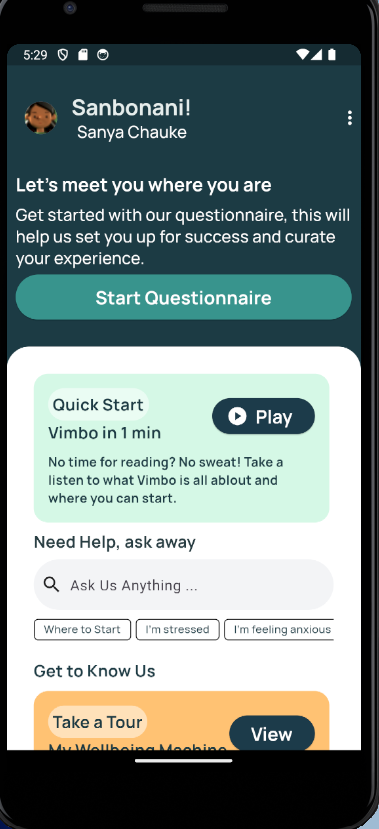 5:29
Sanbonani!
Sanya Chauke
Let's meet you where you are
Get started with our questionnaire, this will
help us set you up for success and curate
your experience.
Start Questionnaire
Quick Start
Play
Vimbo in 1 min
No time for reading? No sweat! Take a
listen to what Vimbo is all ablout and
where you can start.
Need Help, ask away
Ask Us Anything ...
Where to Start
I'm stressed
I'm feeling anxious
Get to Know Us
Take a Tour
View
My Wellbeing Machine